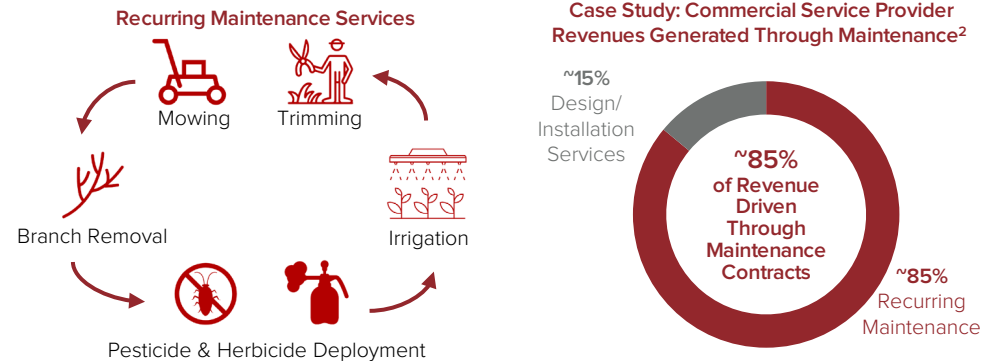 Recurring Maintenance Services
Mowing
Trimming
Branch Removal
Irrigation
Pesticide & Herbicide Deployment
Case Study: Commercial Service Provider
Revenues Generated Through Maintenance²
~15%
Design/
Installation
Services
~85%
of Revenue
Driven
Through
Maintenance
Contracts
~85%
Recurring
Maintenance